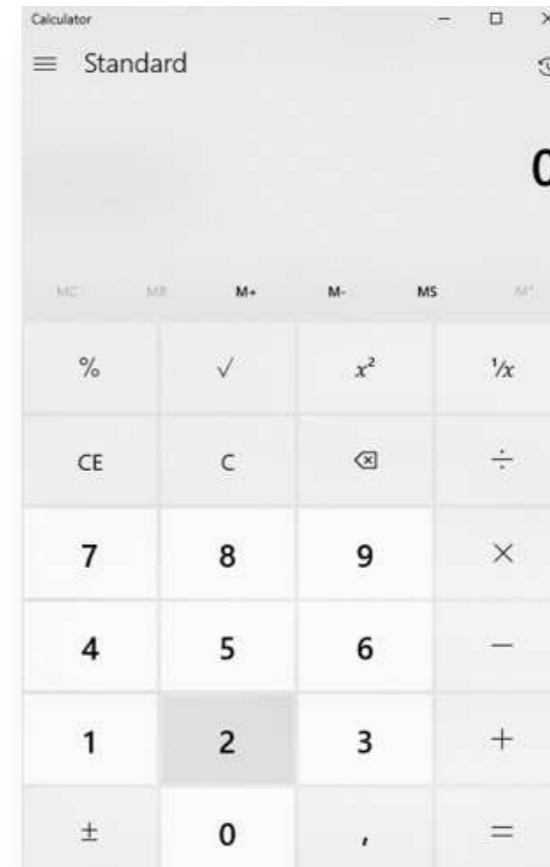 Calculator
Standard
0
MC MR M+ M- MS M*
% √ x² ¹/x
CE C ÷
7 8 9 ×
4 5 6 −
1 2 3 +
± 0 , =